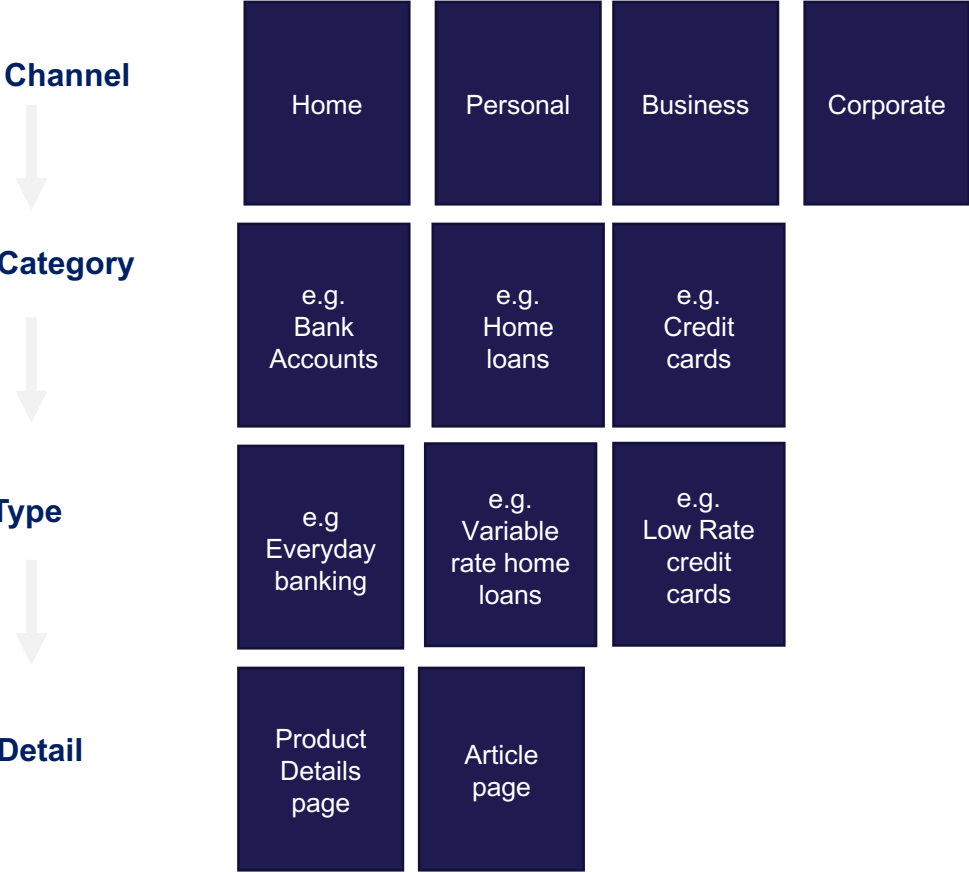 Channel
Home
Personal
Business
Corporate
Category
e.g.
Bank
Accounts
e.g.
Home
loans
e.g.
Credit
cards
Type
e.g
Everyday
banking
e.g.
Variable
rate home
loans
e.g.
Low Rate
credit
cards
Detail
Product
Details
page
Article
page